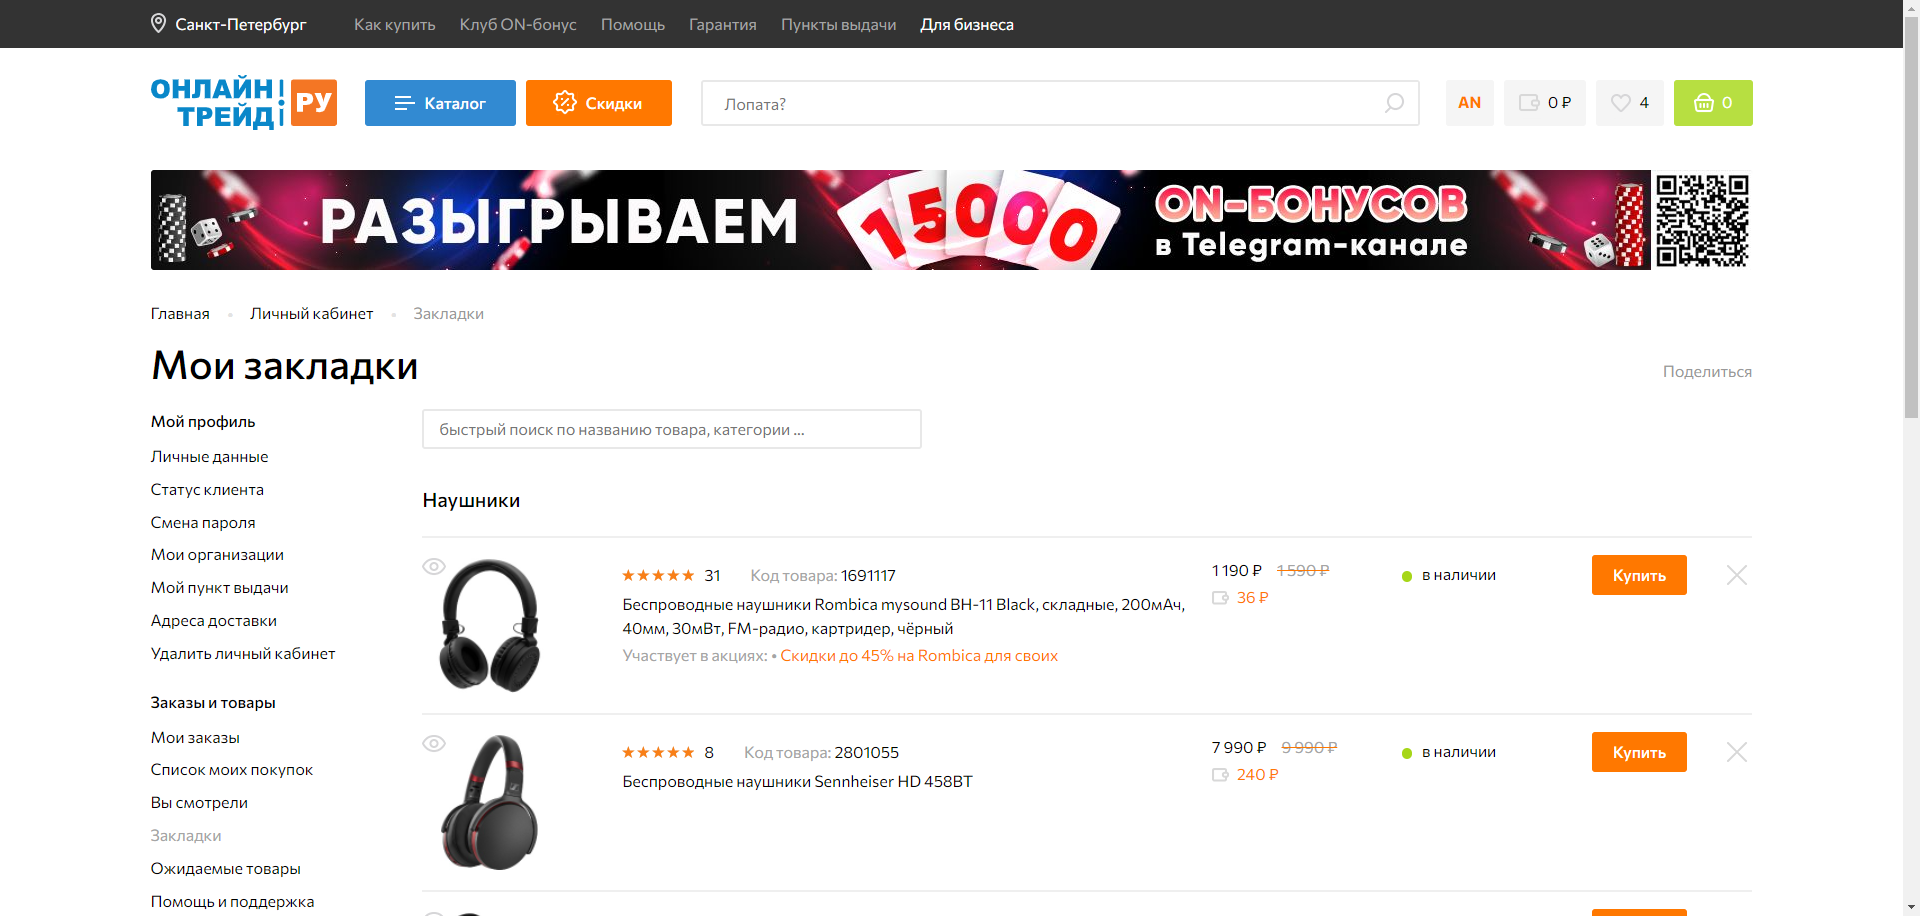 Санкт-Петербург
Как купить
Клуб ON-бонус
Помощь
Гарантия
Пункты выдачи
Для бизнеса
ОНЛАЙН
ТРЕЙД
РУ
Каталог
Скидки
Лопата?
AN
0 ₽
4
0
РАЗЫГРЫВАЕМ
15000
ON-БОНУСОВ
в Telegram-канале
Главная
Личный кабинет
Закладки
Мои закладки
Поделиться
Мой профиль
Личные данные
Статус клиента
Смена пароля
Мои организации
Мой пункт выдачи
Адреса доставки
Удалить личный кабинет
Заказы и товары
Мои заказы
Список моих покупок
Вы смотрели
Закладки
Ожидаемые товары
Помощь и поддержка
быстрый поиск по названию товара, категории ...
Наушники
31
Код товара: 1691117
Беспроводные наушники Rombica mysound BH-11 Black, складные, 200мАч,
40мм, 30мВт, FM-радио, картридер, чёрный
Участвует в акциях: • Скидки до 45% на Rombica для своих
1 190 ₽ 1 590 ₽
36 ₽
в наличии
Купить
8
Код товара: 2801055
Беспроводные наушники Sennheiser HD 458BT
7 990 ₽ 9 990 ₽
240 ₽
в наличии
Купить